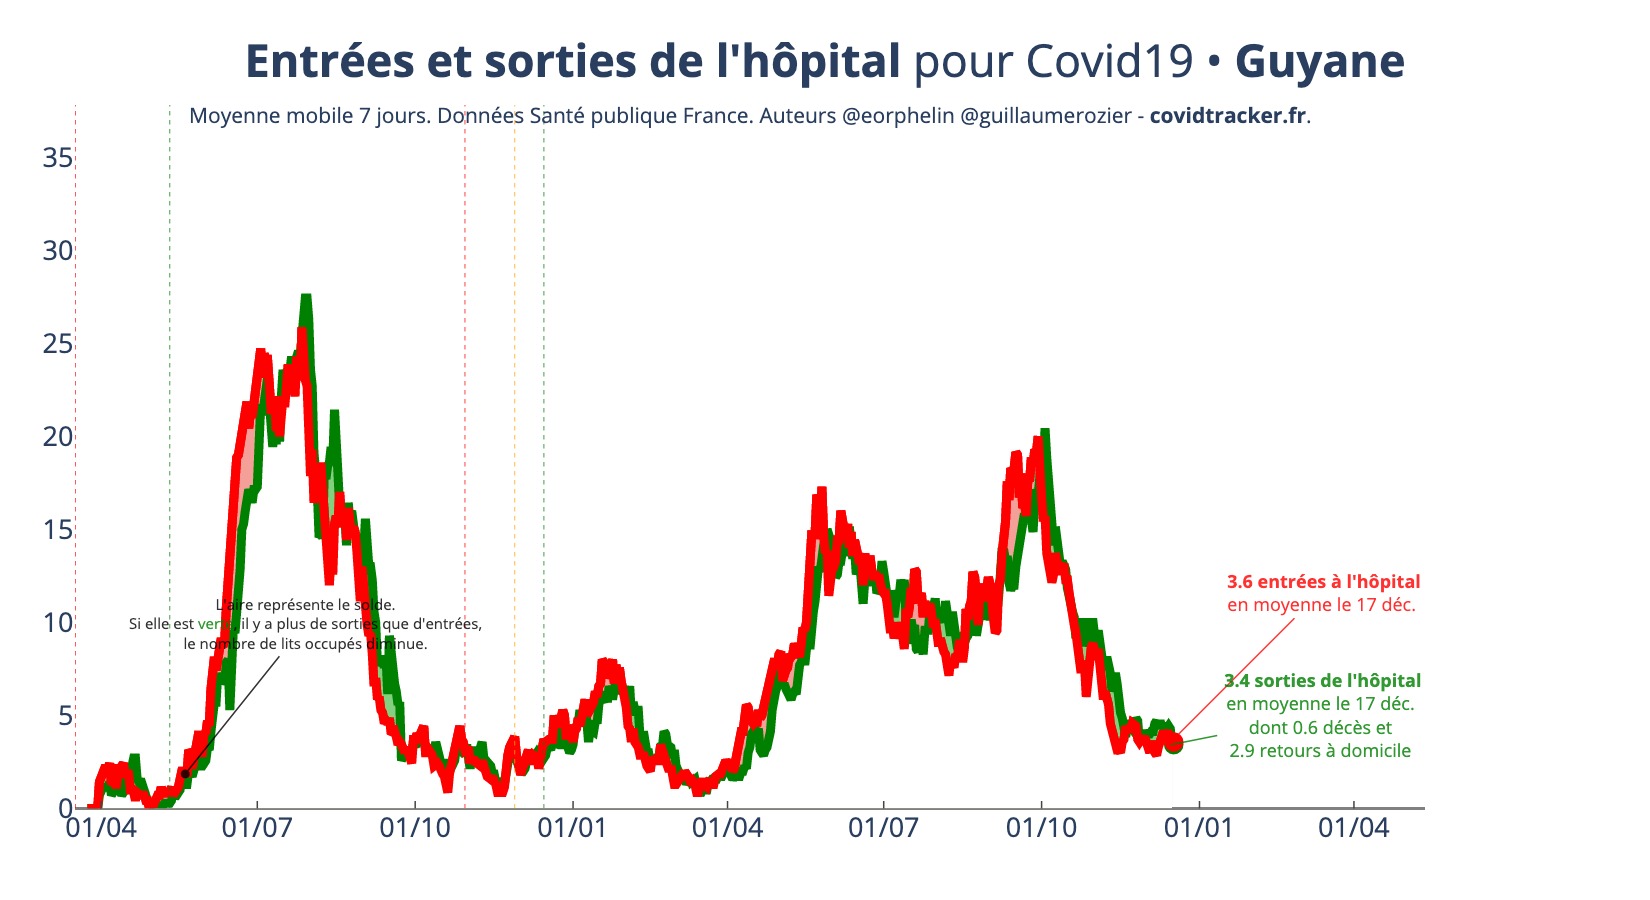 Entrées et sorties de l'hôpital pour Covid19 • Guyane
Moyenne mobile 7 jours. Données Santé publique France. Auteurs @eorphelin @guillaumerozier - covidtracker.fr.
35
30
25
20
15
10
5
0
L'aire représente le solde.
Si elle est verte, il y a plus de sorties que d'entrées,
le nombre de lits occupés diminue.
3.6 entrées à l'hôpital
en moyenne le 17 déc.
3.4 sorties de l'hôpital
en moyenne le 17 déc.
dont 0.6 décès et
2.9 retours à domicile
01/04 01/07 01/10 01/01 01/04 01/07 01/10 01/01 01/04